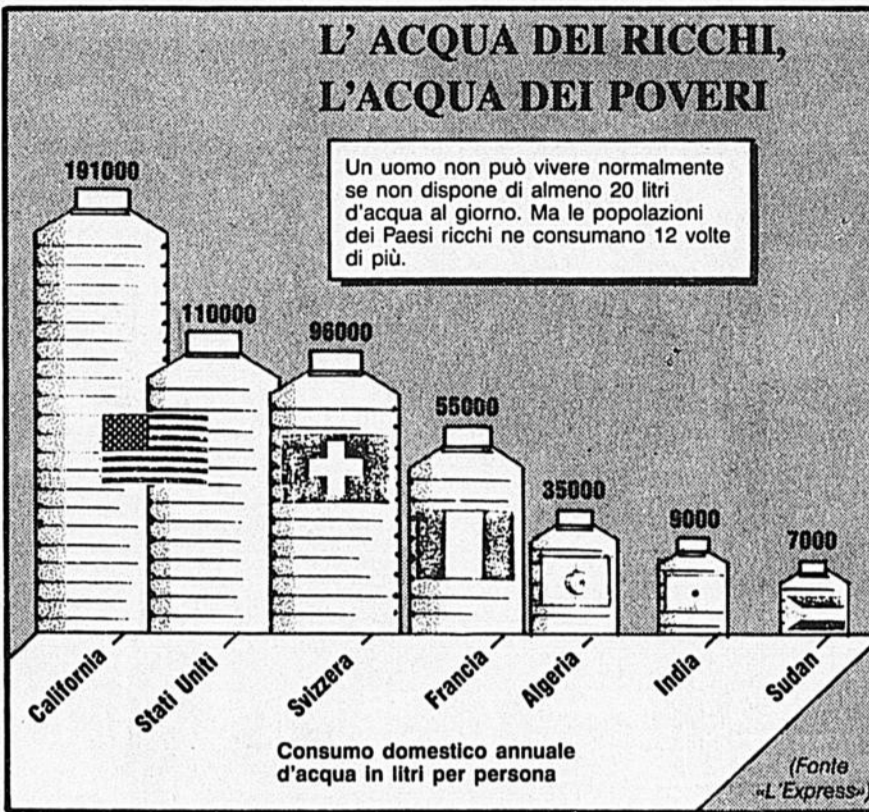 L' ACQUA DEI RICCHI,
L'ACQUA DEI POVERI
Un uomo non può vivere normalmente
se non dispone di almeno 20 litri
d'acqua al giorno. Ma le popolazioni
dei Paesi ricchi ne consumano 12 volte
di più.
191000
110000
96000
55000
35000
9000
7000
California
Stati Uniti
Svizzera
Francia
Algeria
India
Sudan
Consumo domestico annuale
d'acqua in litri per persona
(Fonte
«L'Express»)